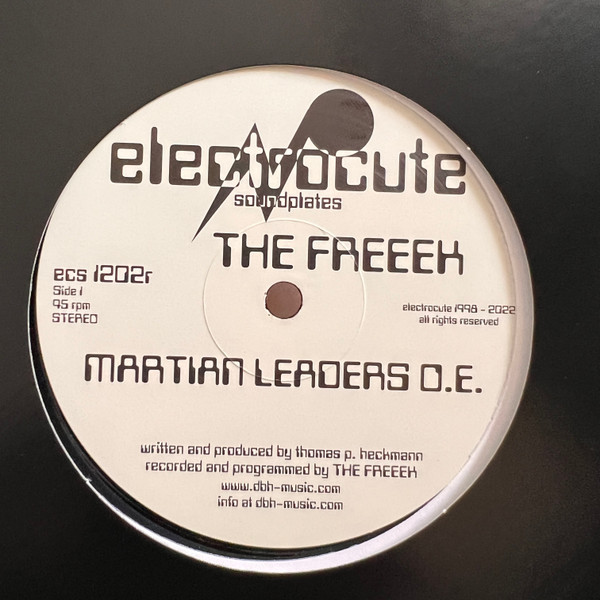 electrocute
soundplates
THE FREEEK
ecs 1202r
Side 1
45 rpm
STEREO
electrocute 1998 - 2022
all rights reserved
MARTIAN LEADERS D.E.
written and produced by thomas p. heckmann
recorded and programmed by THE FREEEK
www.dbh-music.com
info at dbh-music.com